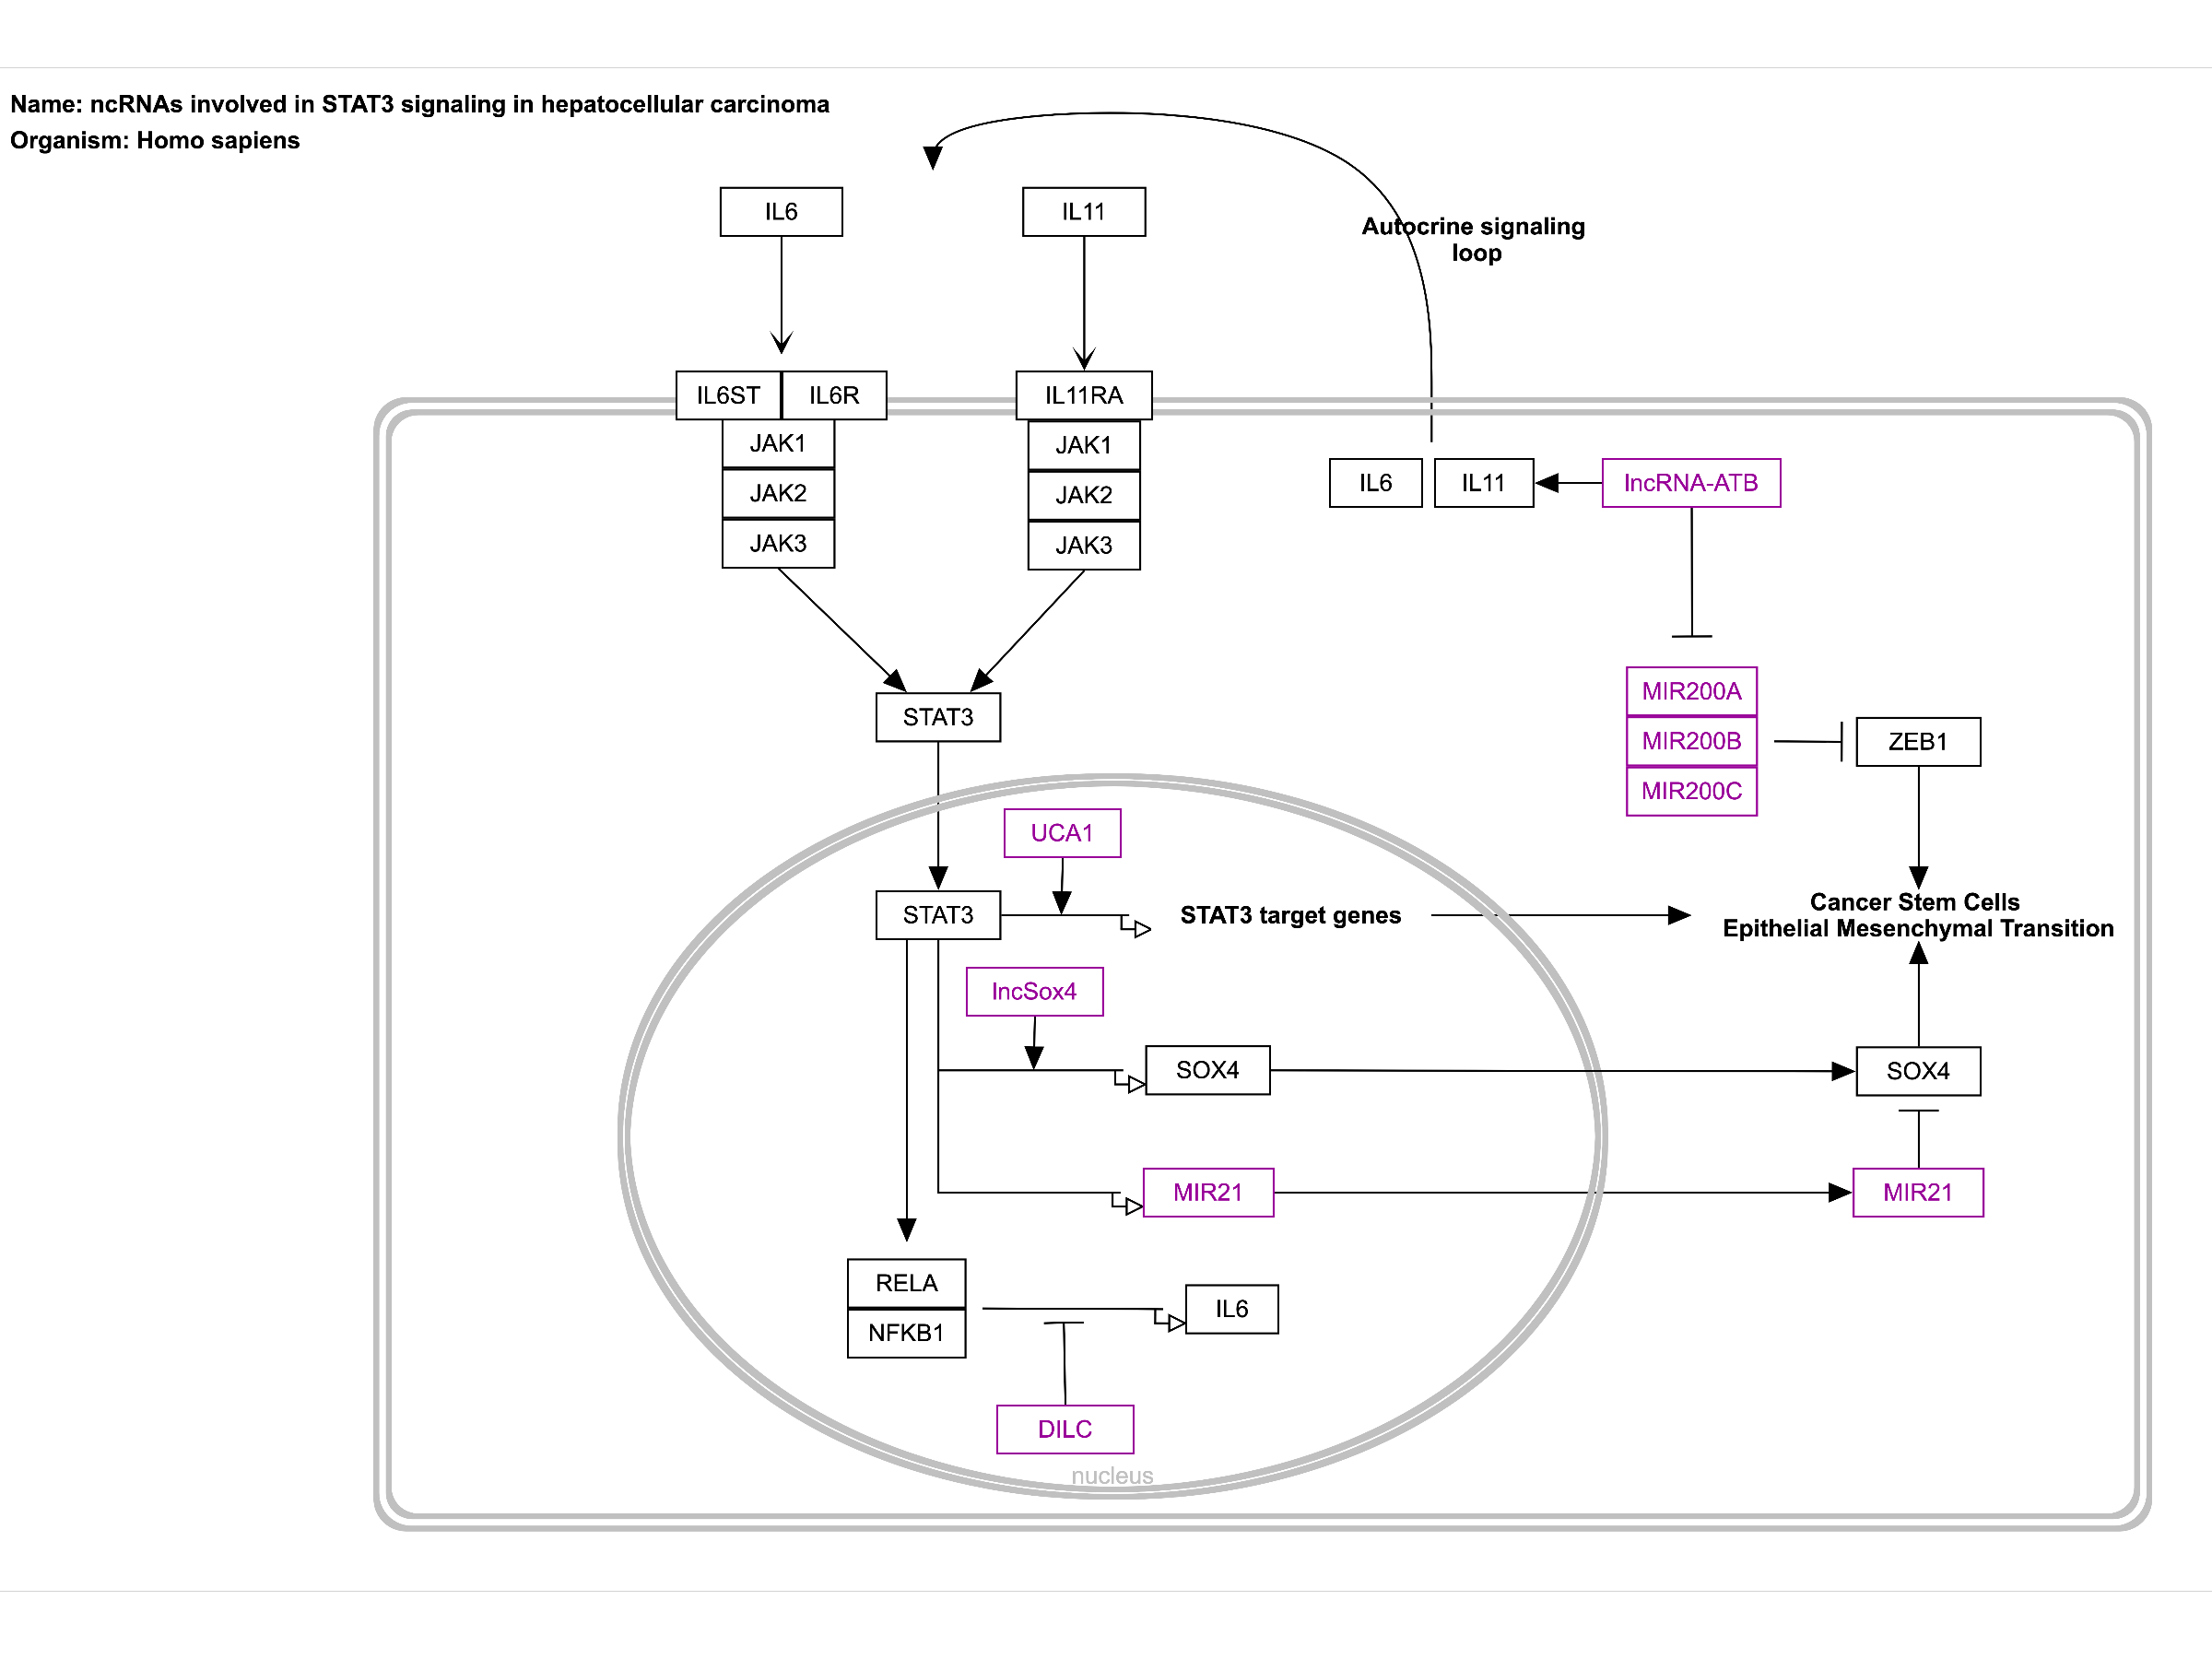 Name: ncRNAs involved in STAT3 signaling in hepatocellular carcinoma
Organism: Homo sapiens
IL6
IL11
Autocrine signaling
loop
IL6ST
IL6R
IL11RA
JAK1
JAK2
JAK3
JAK1
JAK2
JAK3
IL6
IL11
lncRNA-ATB
STAT3
MIR200A
MIR200B
MIR200C
ZEB1
UCA1
STAT3
STAT3 target genes
Cancer Stem Cells
Epithelial Mesenchymal Transition
lncSox4
SOX4
SOX4
MIR21
MIR21
RELA
NFKB1
IL6
DILC
nucleus